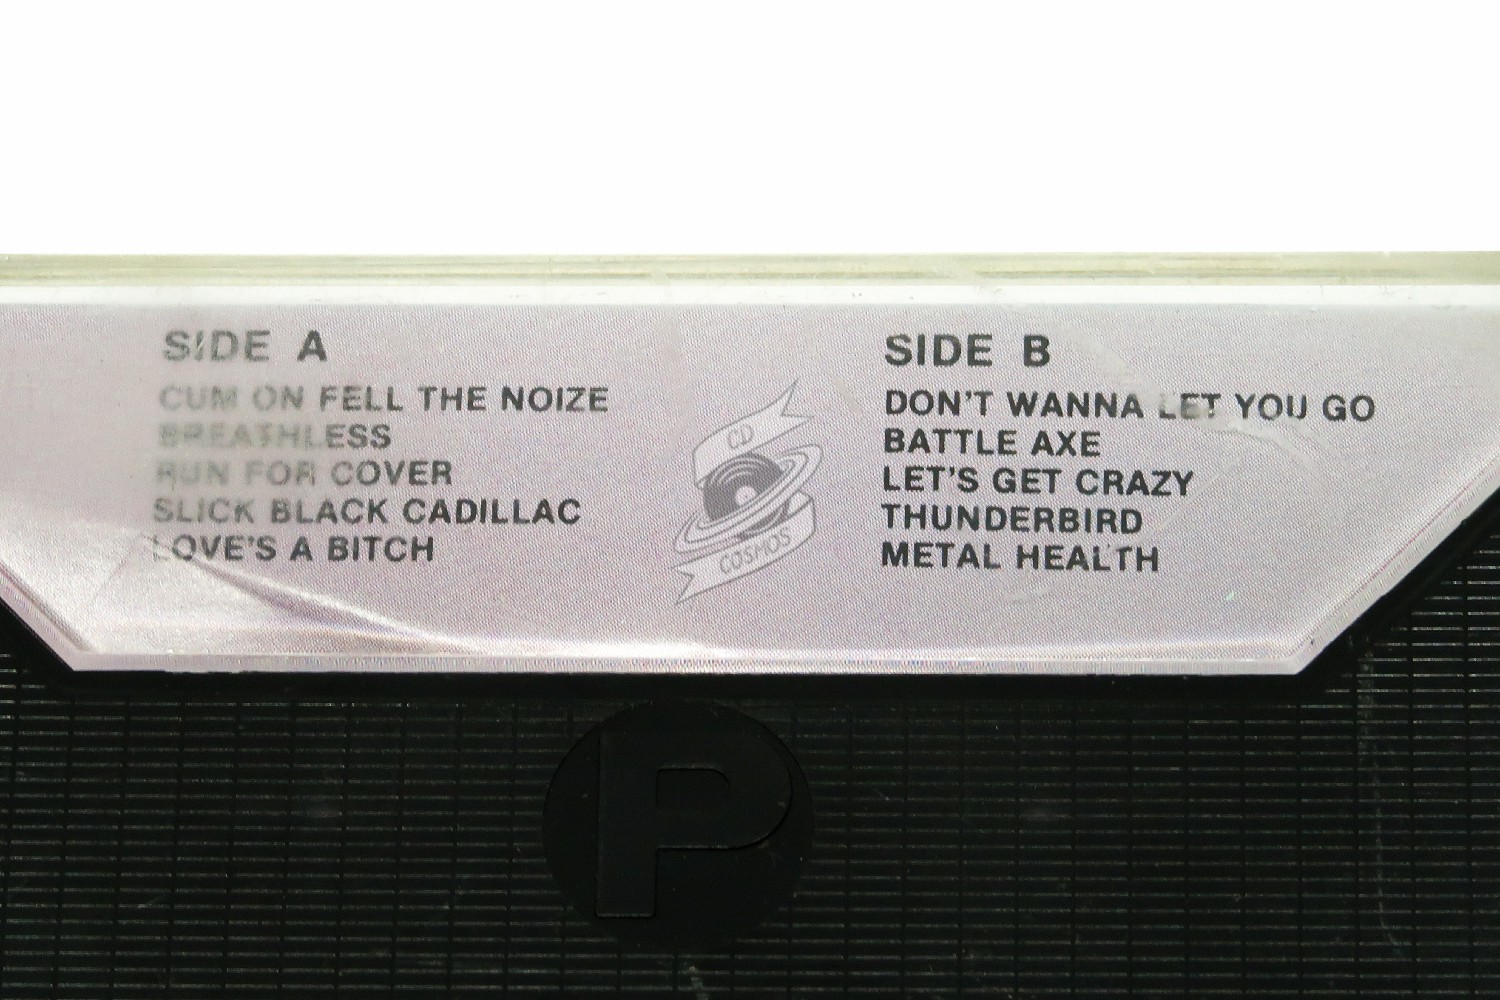 SIDE A
CUM ON FELL THE NOIZE
BREATHLESS
RUN FOR COVER
SLICK BLACK CADILLAC
LOVE'S A BITCH
SIDE B
DON'T WANNA LET YOU GO
BATTLE AXE
LET'S GET CRAZY
THUNDERBIRD
METAL HEALTH
CD
COSMOS
P